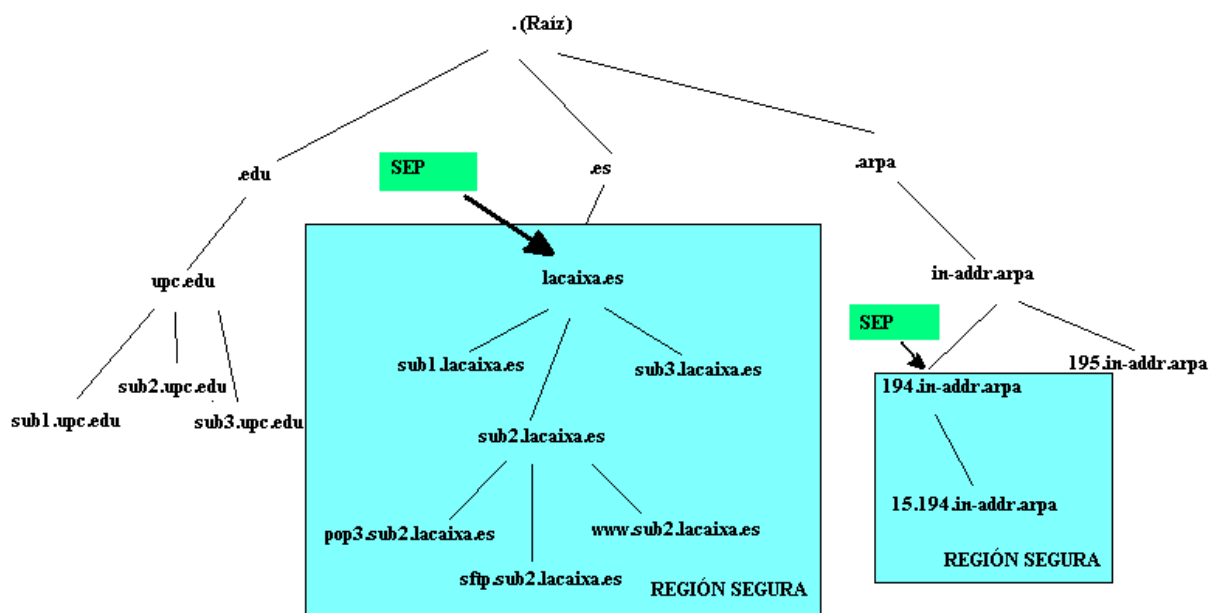 . (Raíz)
.edu
SEP
.es
.arpa
upc.edu
lacaixa.es
in-addr.arpa
SEP
sub1.lacaixa.es
sub3.lacaixa.es
195.in-addr.arpa
sub2.upc.edu
194.in-addr.arpa
sub1.upc.edu
sub3.upc.edu
sub2.lacaixa.es
15.194.in-addr.arpa
pop3.sub2.lacaixa.es
www.sub2.lacaixa.es
REGIÓN SEGURA
sftp.sub2.lacaixa.es
REGIÓN SEGURA